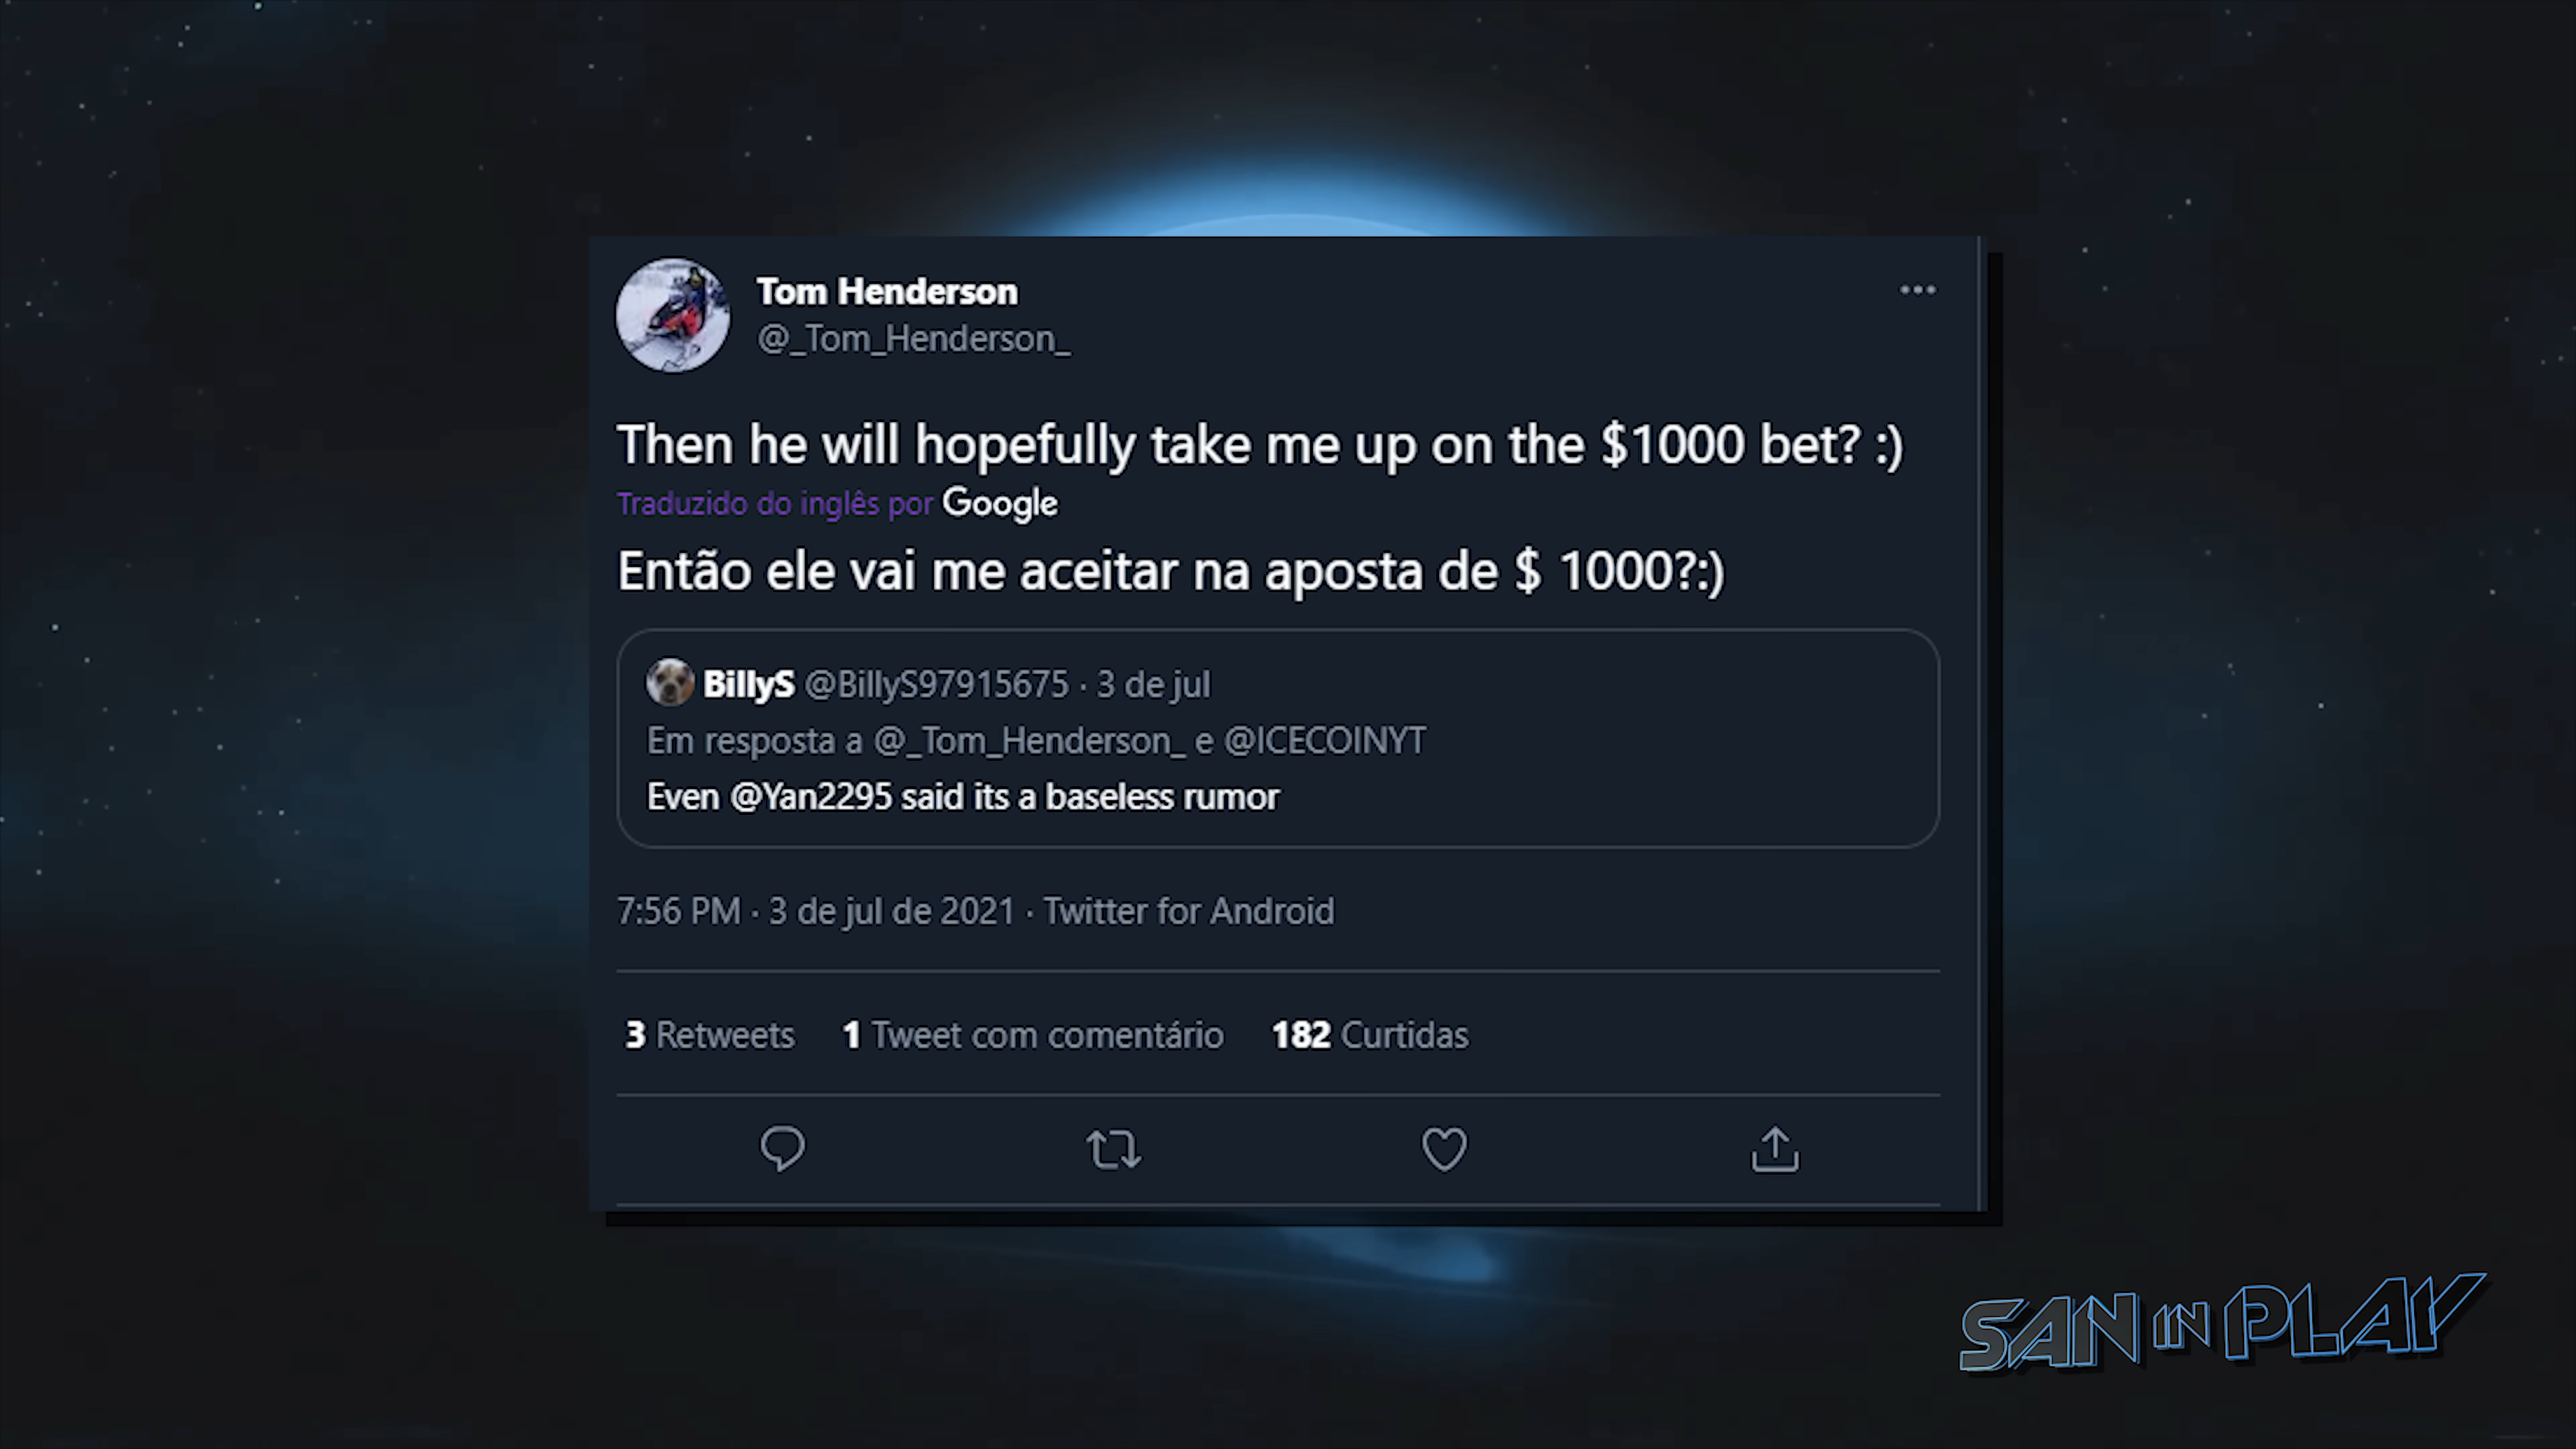 Tom Henderson
@_Tom_Henderson_
Then he will hopefully take me up on the $1000 bet? :)
Traduzido do inglês por Google
Então ele vai me aceitar na aposta de $ 1000?:)
BillyS @BillyS97915675 · 3 de jul
Em resposta a @_Tom_Henderson_ e @ICECOINYT
Even @Yan2295 said its a baseless rumor
7:56 PM · 3 de jul de 2021 · Twitter for Android
3 Retweets 1 Tweet com comentário 182 Curtidas
SAN IN PLAY